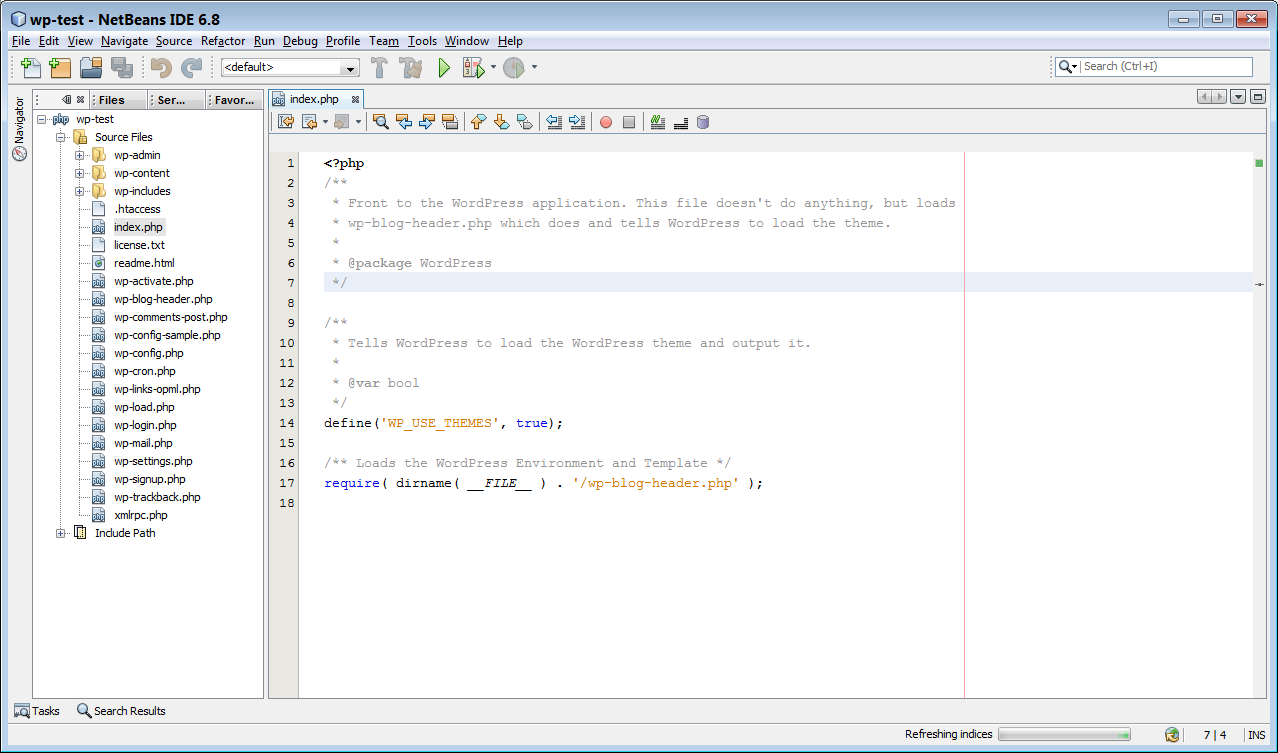 wp-test - NetBeans IDE 6.8
File Edit View Navigate Source Refactor Run Debug Profile Team Tools Window Help
<default>
Search (Ctrl+I)
Navigator
Files
Ser...
Favor...
index.php
php wp-test
Source Files
wp-admin
wp-content
wp-includes
.htaccess
index.php
license.txt
readme.html
wp-activate.php
wp-blog-header.php
wp-comments-post.php
wp-config-sample.php
wp-config.php
wp-cron.php
wp-links-opml.php
wp-load.php
wp-login.php
wp-mail.php
wp-settings.php
wp-signup.php
wp-trackback.php
xmlrpc.php
Include Path
1 <?php
2 /**
3 * Front to the WordPress application. This file doesn't do anything, but loads
4 * wp-blog-header.php which does and tells WordPress to load the theme.
5 *
6 * @package WordPress
7 */
8
9 /**
10 * Tells WordPress to load the WordPress theme and output it.
11 *
12 * @var bool
13 */
14 define('WP_USE_THEMES', true);
15
16 /** Loads the WordPress Environment and Template */
17 require( dirname( __FILE__ ) . '/wp-blog-header.php' );
18
Tasks
Search Results
Refreshing indices
7 | 4
INS